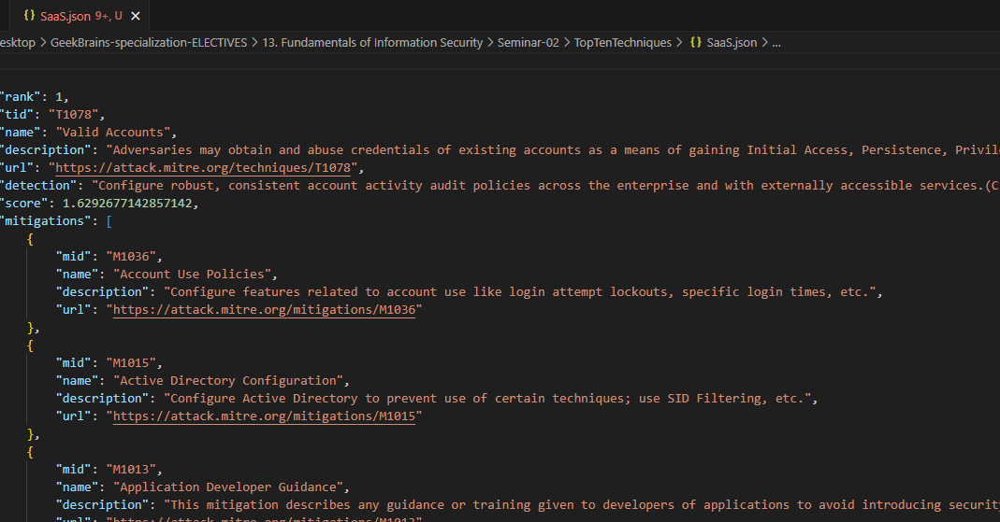 {} SaaS.json 9+, U ×
esktop > GeekBrains-specialization-ELECTIVES > 13. Fundamentals of Information Security > Seminar-02 > TopTenTechniques > {} SaaS.json > ...
"rank": 1,
"tid": "T1078",
"name": "Valid Accounts",
"description": "Adversaries may obtain and abuse credentials of existing accounts as a means of gaining Initial Access, Persistence, Privile
"url": "https://attack.mitre.org/techniques/T1078",
"detection": "Configure robust, consistent account activity audit policies across the enterprise and with externally accessible services.(C
"score": 1.6292677142857142,
"mitigations": [
{
"mid": "M1036",
"name": "Account Use Policies",
"description": "Configure features related to account use like login attempt lockouts, specific login times, etc.",
"url": "https://attack.mitre.org/mitigations/M1036"
},
{
"mid": "M1015",
"name": "Active Directory Configuration",
"description": "Configure Active Directory to prevent use of certain techniques; use SID Filtering, etc.",
"url": "https://attack.mitre.org/mitigations/M1015"
},
{
"mid": "M1013",
"name": "Application Developer Guidance",
"description": "This mitigation describes any guidance or training given to developers of applications to avoid introducing security
"url": "https://attack.mitre.org/mitigations/M1013"